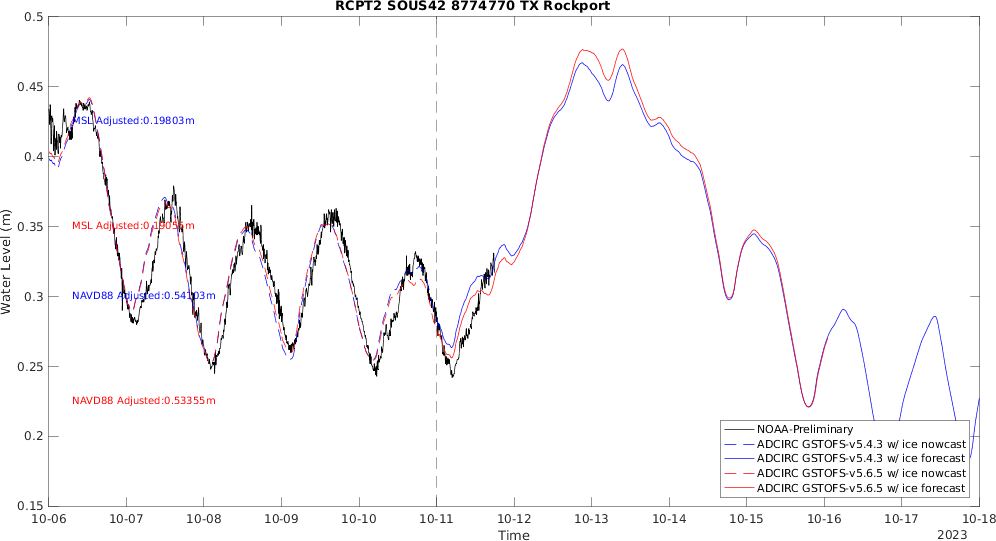 RCPT2 SOUS42 8774770 TX Rockport
0.5
0.45
0.4
0.35
0.3
0.25
0.2
0.15
Water Level (m)
MSL Adjusted:0.19803m
MSL Adjusted:0.19055m
NAVD88 Adjusted:0.54103m
NAVD88 Adjusted:0.53355m
NOAA-Preliminary
ADCIRC GSTOFS-v5.4.3 w/ ice nowcast
ADCIRC GSTOFS-v5.4.3 w/ ice forecast
ADCIRC GSTOFS-v5.6.5 w/ ice nowcast
ADCIRC GSTOFS-v5.6.5 w/ ice forecast
10-06 10-07 10-08 10-09 10-10 10-11 10-12 10-13 10-14 10-15 10-16 10-17 10-18
Time
2023